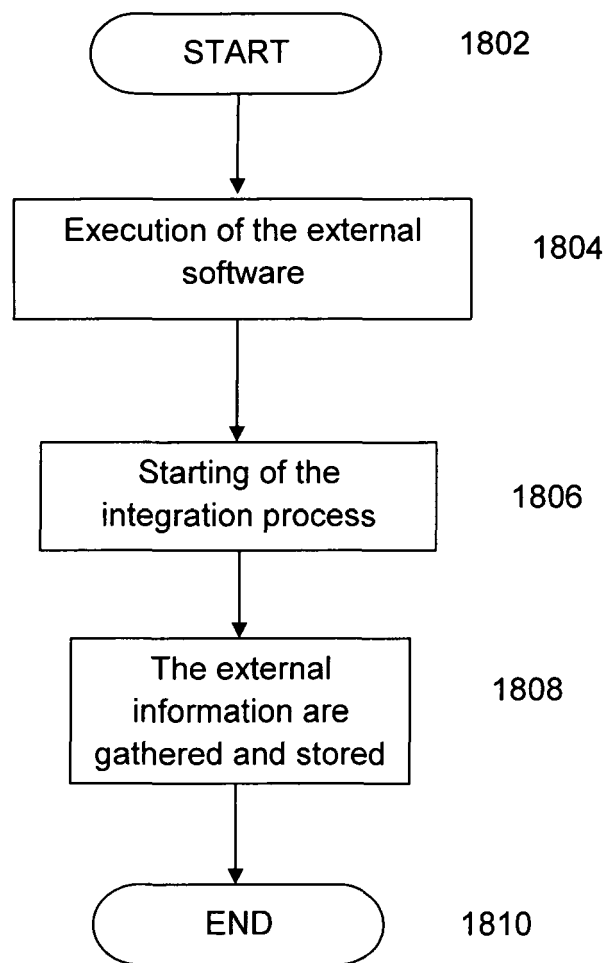 START
1802
Execution of the external
software
1804
Starting of the
integration process
1806
The external
information are
gathered and stored
1808
END
1810